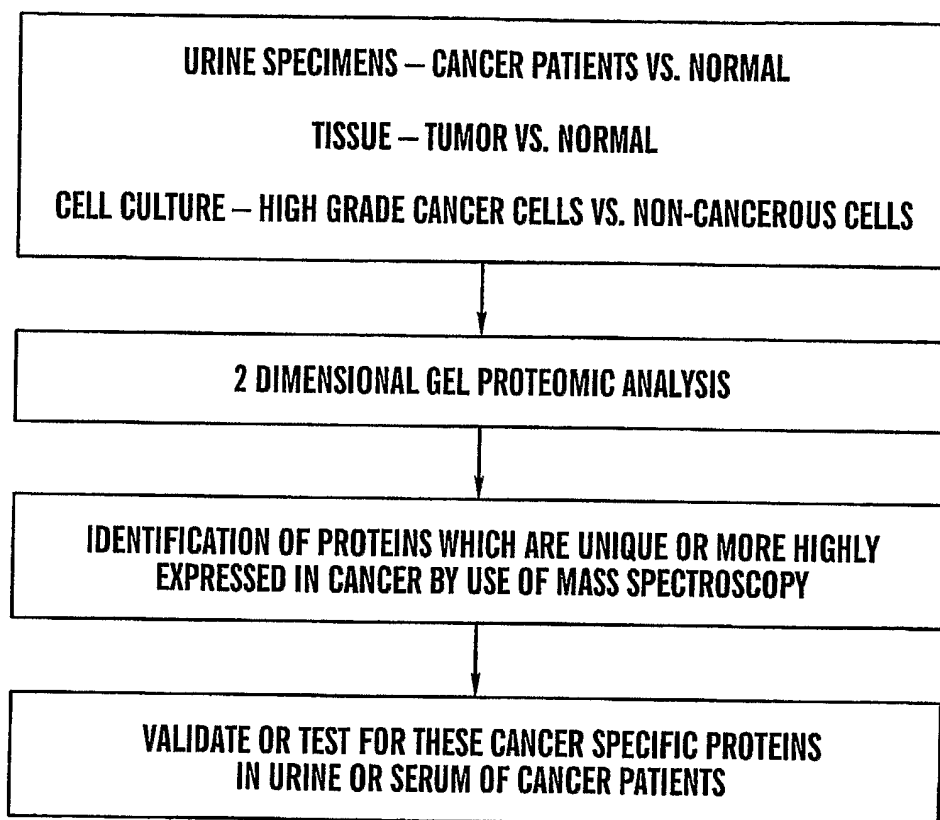 URINE SPECIMENS – CANCER PATIENTS VS. NORMAL
TISSUE – TUMOR VS. NORMAL
CELL CULTURE – HIGH GRADE CANCER CELLS VS. NON-CANCEROUS CELLS
2 DIMENSIONAL GEL PROTEOMIC ANALYSIS
IDENTIFICATION OF PROTEINS WHICH ARE UNIQUE OR MORE HIGHLY
EXPRESSED IN CANCER BY USE OF MASS SPECTROSCOPY
VALIDATE OR TEST FOR THESE CANCER SPECIFIC PROTEINS
IN URINE OR SERUM OF CANCER PATIENTS